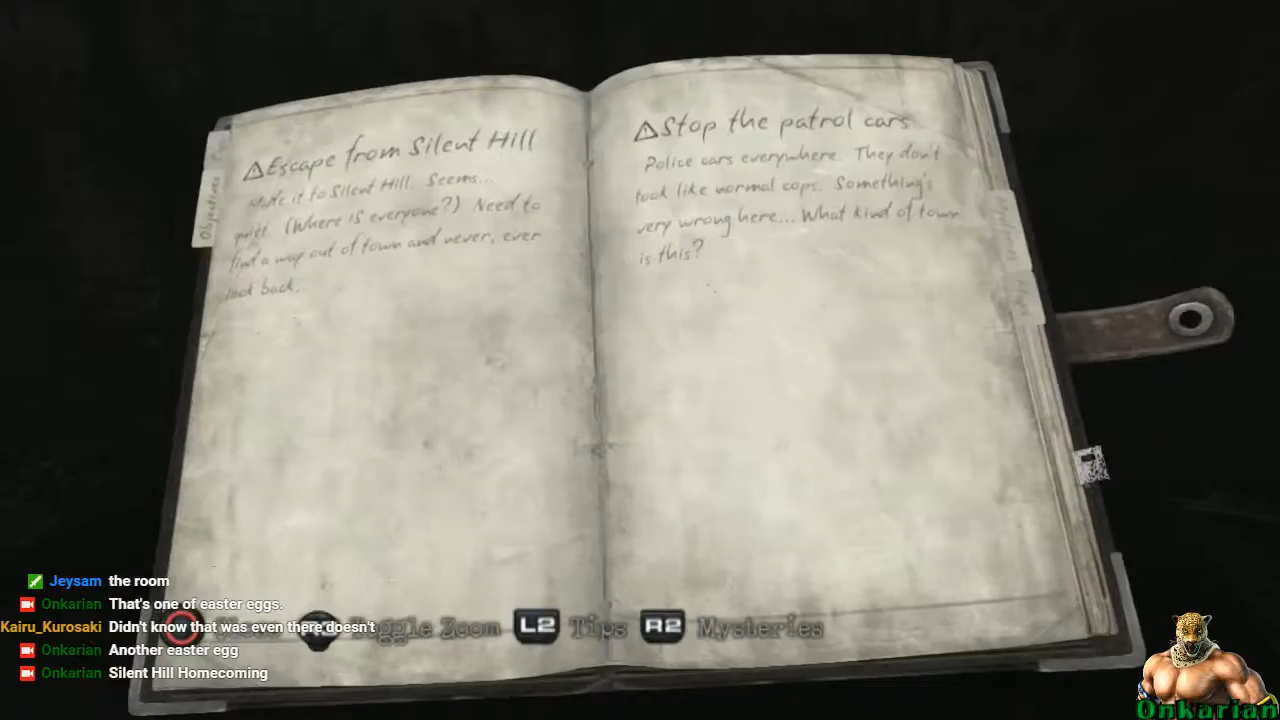 Objectives
⚠Escape from Silent Hill
Made it to Silent Hill. Seems...
quiet. (Where IS everyone?) Need to
find a way out of town and never, ever
look back.
⚠Stop the patrol cars
Police cars everywhere. They don't
look like normal cops. Something's
very wrong here... What kind of town
is this?
Toggle Zoom
L2 Tips
R2 Mysteries
Jeysam the room
Onkarian That's one of easter eggs.
Kairu_Kurosaki Didn't know that was even there doesn't
Onkarian Another easter egg
Onkarian Silent Hill Homecoming
Onkarian